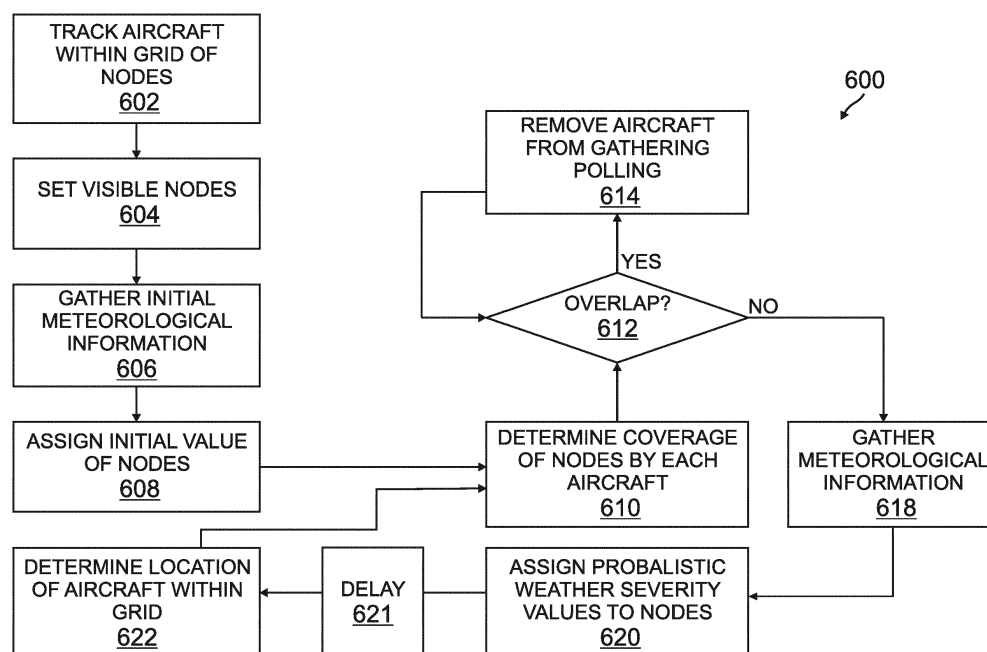 TRACK AIRCRAFT
WITHIN GRID OF
NODES
602
SET VISIBLE NODES
604
GATHER INITIAL
METEOROLOGICAL
INFORMATION
606
ASSIGN INITIAL VALUE
OF NODES
608
600
REMOVE AIRCRAFT
FROM GATHERING
POLLING
614
YES
OVERLAP?
612
NO
DETERMINE COVERAGE
OF NODES BY EACH
AIRCRAFT
610
GATHER
METEOROLOGICAL
INFORMATION
618
DETERMINE LOCATION
OF AIRCRAFT WITHIN
GRID
622
DELAY
621
ASSIGN PROBALISTIC
WEATHER SEVERITY
VALUES TO NODES
620